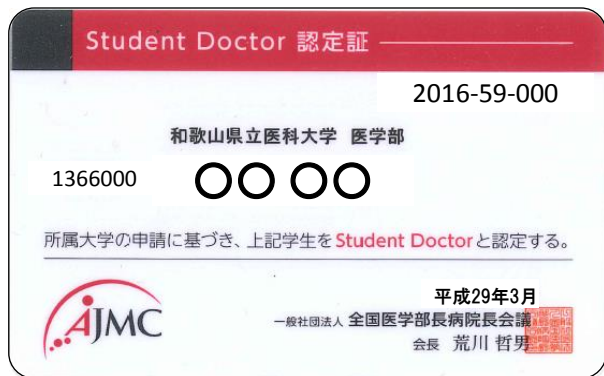 Student Doctor 認定証
2016-59-000
和歌山県立医科大学 医学部
1366000 〇〇 〇〇
所属大学の申請に基づき、上記学生をStudent Doctorと認定する。
平成29年3月
AJMC
一般社団法人 全国医学部長病院長会議
会長 荒川 哲男